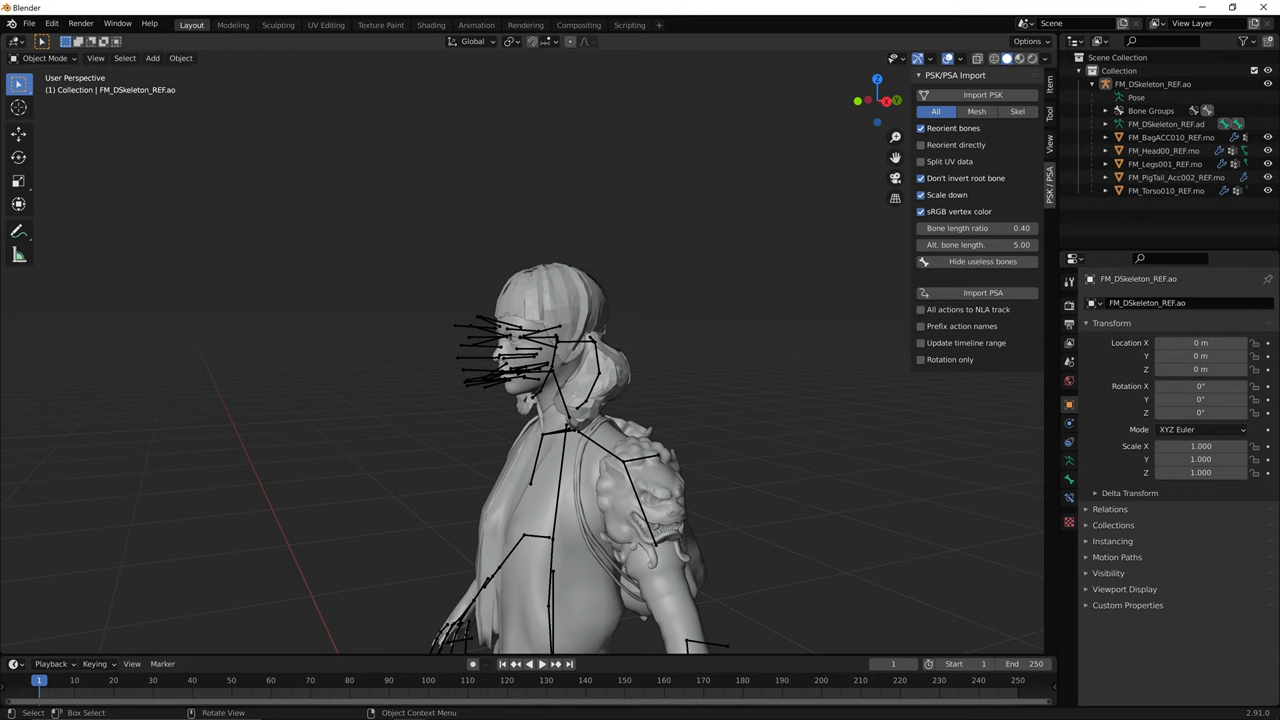 Blender
File Edit Render Window Help
Layout Modeling Sculpting UV Editing Texture Paint Shading Animation Rendering Compositing Scripting +
Scene
View Layer
Global
Options
Object Mode View Select Add Object
User Perspective
(1) Collection | FM_DSkeleton_REF.ao
Z
X
Y
PSK/PSA Import
Import PSK
All Mesh Skel
Reorient bones
Reorient directly
Split UV data
Don't invert root bone
Scale down
sRGB vertex color
Bone length ratio 0.40
Alt. bone length. 5.00
Hide useless bones
Import PSA
All actions to NLA track
Prefix action names
Update timeline range
Rotation only
Item
Tool
View
PSK / PSA
Scene Collection
Collection
FM_DSkeleton_REF.ao
Pose
Bone Groups
FM_DSkeleton_REF.ad
FM_BagACC010_REF.mo
FM_Head00_REF.mo
FM_Legs001_REF.mo
FM_PigTail_Acc002_REF.mo
FM_Torso010_REF.mo
FM_DSkeleton_REF.ao
FM_DSkeleton_REF.ao
Transform
Location X 0 m
Y 0 m
Z 0 m
Rotation X 0°
Y 0°
Z 0°
Mode XYZ Euler
Scale X 1.000
Y 1.000
Z 1.000
Delta Transform
Relations
Collections
Instancing
Motion Paths
Visibility
Viewport Display
Custom Properties
Playback Keying View Marker
1
Start 1
End 250
1 10 20 30 40 50 60 70 80 90 100 110 120 130 140 150 160 170 180 190 200 210 220 230 240 250
Select Box Select Rotate View Object Context Menu 2.91.0